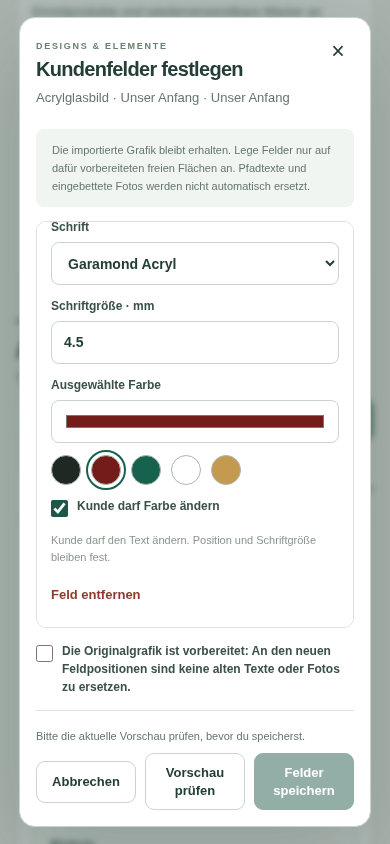 DESIGNS & ELEMENTE
Kundenfelder festlegen
×
Acrylglasbild · Unser Anfang · Unser Anfang
Die importierte Grafik bleibt erhalten. Lege Felder nur auf
dafür vorbereiteten freien Flächen an. Pfadtexte und
eingebettete Fotos werden nicht automatisch ersetzt.
Schrift
Garamond Acryl
Schriftgröße · mm
4.5
Ausgewählte Farbe
Kunde darf Farbe ändern
Kunde darf den Text ändern. Position und Schriftgröße
bleiben fest.
Feld entfernen
Die Originalgrafik ist vorbereitet: An den neuen
Feldpositionen sind keine alten Texte oder Fotos
zu ersetzen.
Bitte die aktuelle Vorschau prüfen, bevor du speicherst.
Abbrechen
Vorschau
prüfen
Felder
speichern